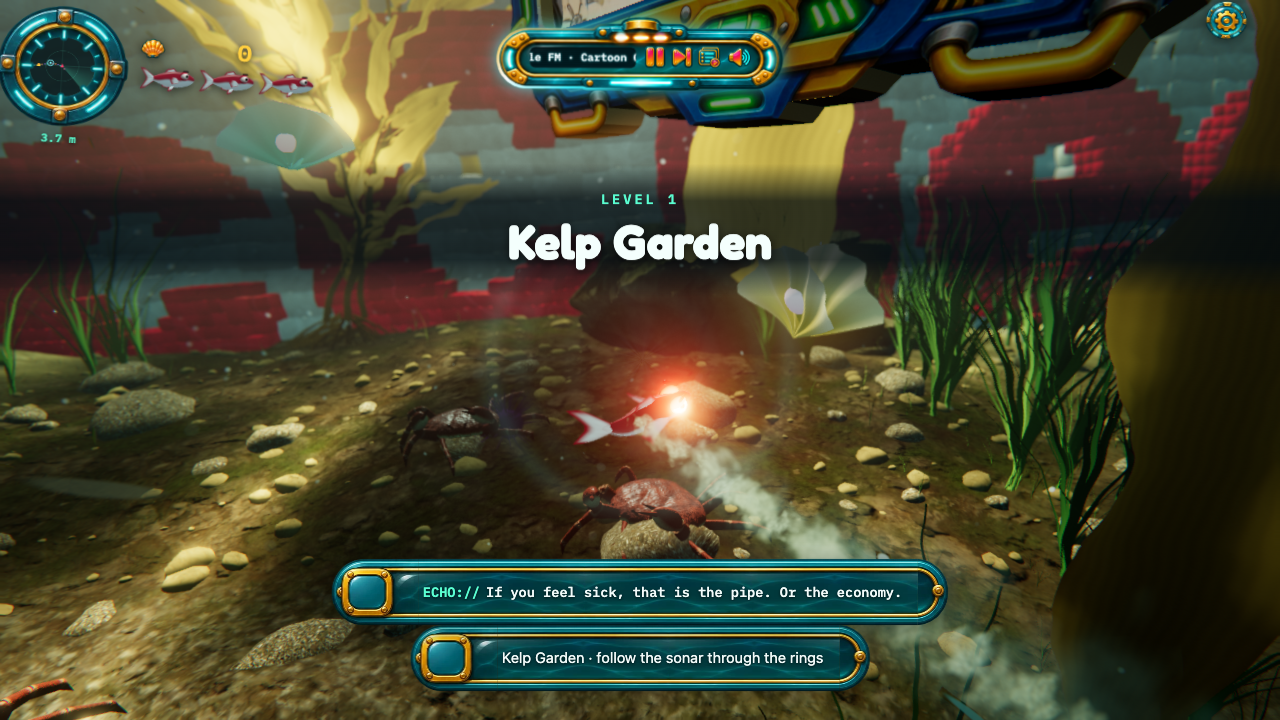 0
le FM · Cartoon
3.7 m
LEVEL 1
Kelp Garden
ECHO:// If you feel sick, that is the pipe. Or the economy.
Kelp Garden · follow the sonar through the rings